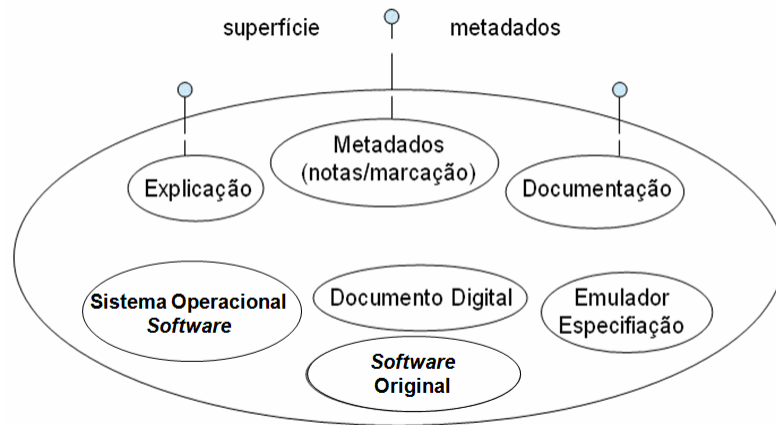 superfície metadados
Metadados
(notas/marcação)
Explicação
Documentação
Sistema Operacional
Software
Documento Digital
Emulador
Especifiação
Software
Original